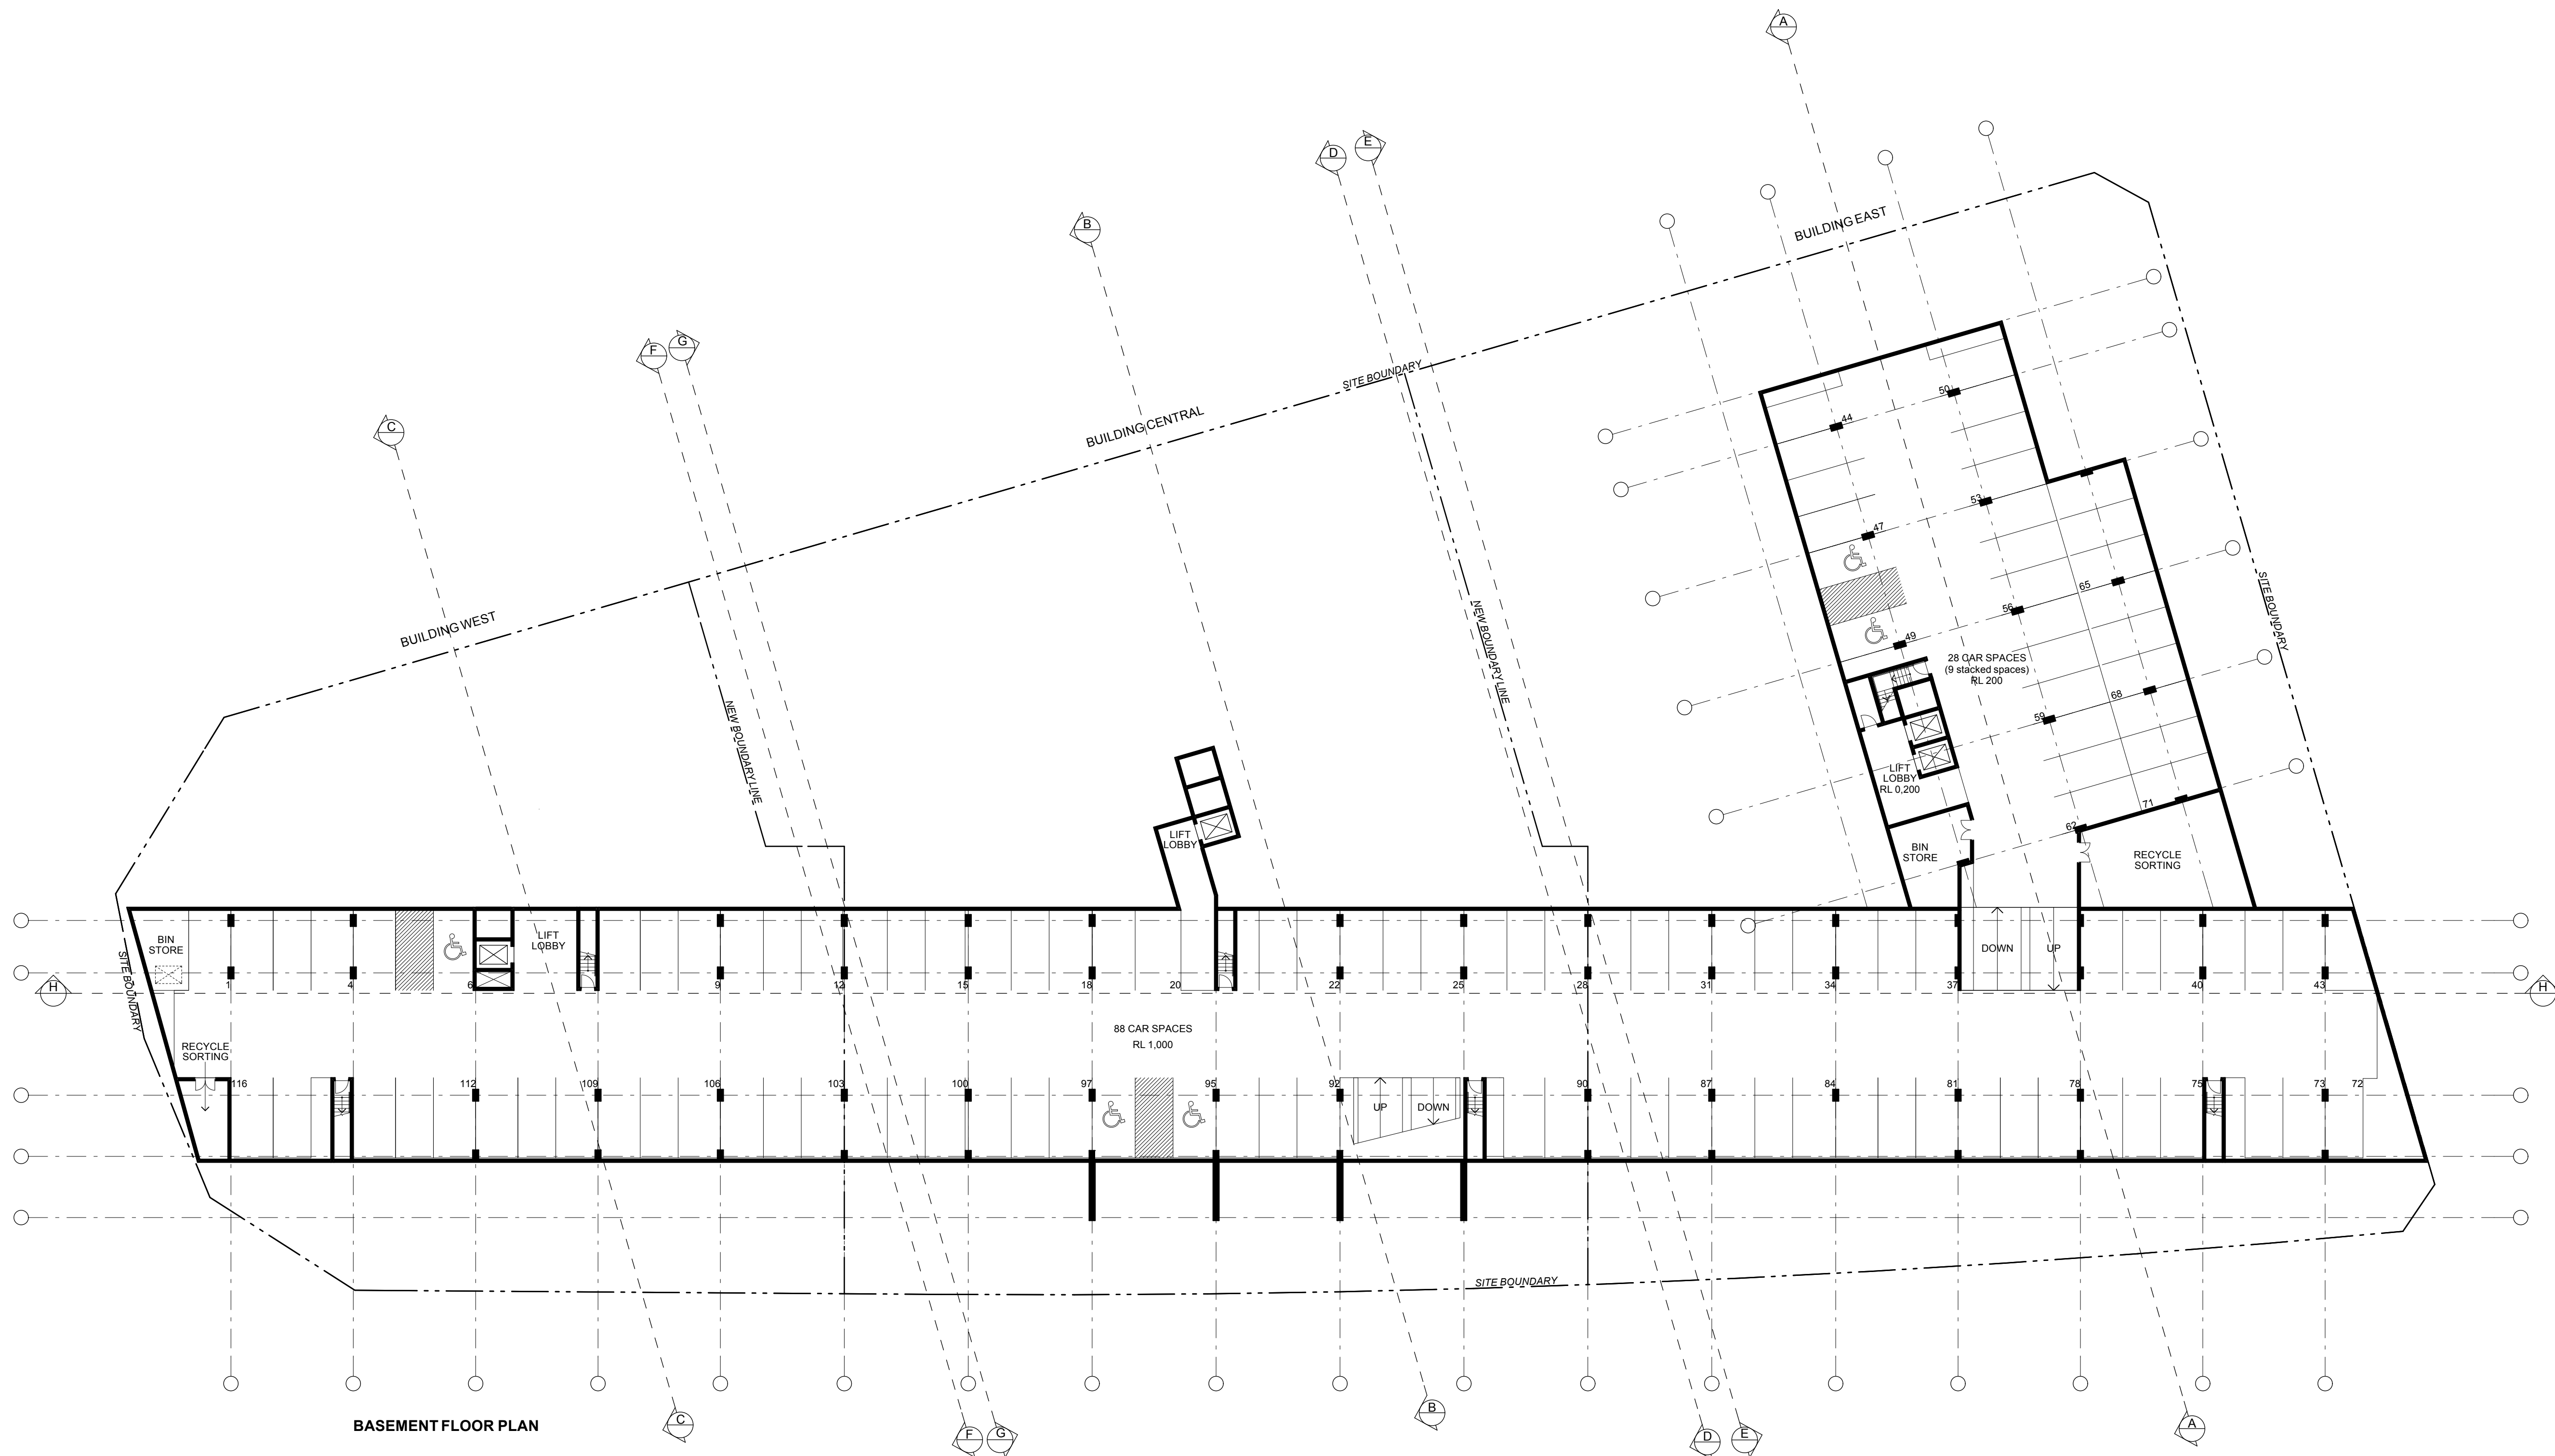 A
E
D
B
BUILDING EAST
G
F
SITE BOUNDARY
50
44
BUILDING CENTRAL
C
53
47
SITE BOUNDARY
65
56
NEW BOUNDARY LINE
BUILDING WEST
49
28 CAR SPACES
(9 stacked spaces)
RL 200
68
59
NEW BOUNDARY LINE
LIFT
LOBBY
RL 0,200
71
62
LIFT
LOBBY
BIN
STORE
RECYCLE
SORTING
BIN
STORE
LIFT
LOBBY
DOWN
UP
SITE BOUNDARY
1
4
6
9
12
15
18
20
22
25
28
31
34
37
40
43
H
H
88 CAR SPACES
RL 1,000
RECYCLE
SORTING
116
112
109
106
103
100
97
95
92
90
87
84
81
78
75
73
72
UP
DOWN
SITE BOUNDARY
BASEMENT FLOOR PLAN
C
F
G
B
D
E
A